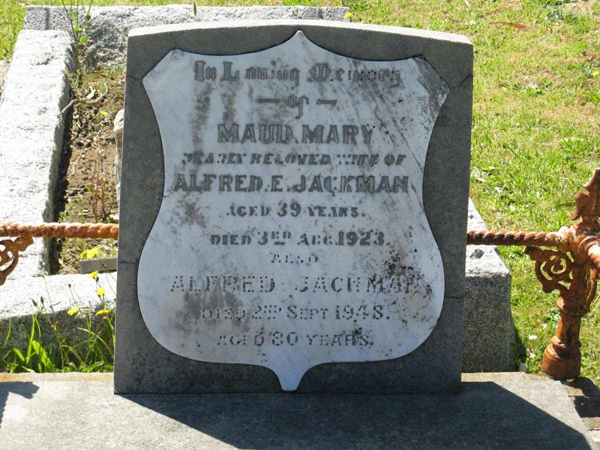 In Loving Memory
of
MAUD MARY
DEARLY BELOVED WIFE OF
ALFRED. E. JACKMAN
AGED 39 YEARS.
DIED 3RD AUG. 1923.
ALSO
ALFRED JACKMAN
DIED 2ND SEPT 1948.
AGED 80 YEARS.